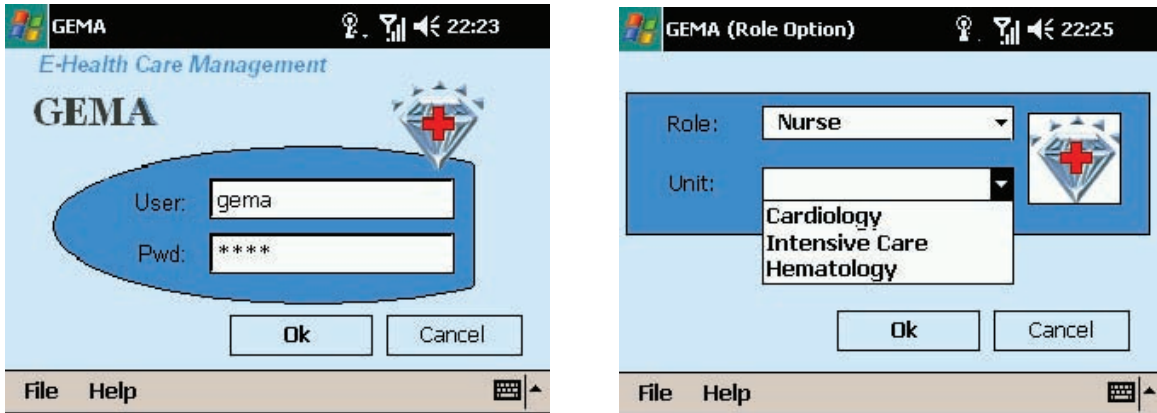 GEMA 22:23
E-Health Care Management
GEMA
User: gema
Pwd: ****
Ok Cancel
File Help
GEMA (Role Option) 22:25
Role: Nurse
Unit:
Cardiology
Intensive Care
Hematology
Ok Cancel
File Help